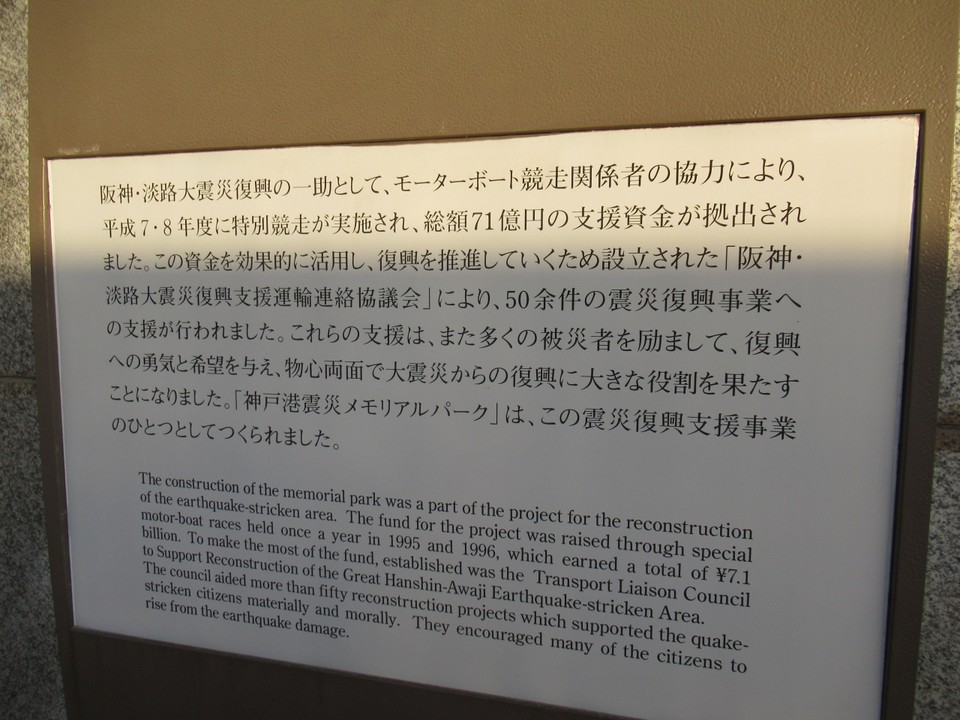 阪神・淡路大震災復興の一助として、モーターボート競走関係者の協力により、
平成7・8年度に特別競走が実施され、総額71億円の支援資金が拠出され
ました。この資金を効果的に活用し、復興を推進していくため設立された「阪神・
淡路大震災復興支援運輸連絡協議会」により、50余件の震災復興事業へ
の支援が行われました。これらの支援は、また多くの被災者を励まして、復興
への勇気と希望を与え、物心両面で大震災からの復興に大きな役割を果たす
ことになりました。「神戸港震災メモリアルパーク」は、この震災復興支援事業
のひとつとしてつくられました。
The construction of the memorial park was a part of the project for the reconstruction
of the earthquake-stricken area. The fund for the project was raised through special
motor-boat races held once a year in 1995 and 1996, which earned a total of ¥7.1
billion. To make the most of the fund, established was the Transport Liaison Council
to Support Reconstruction of the Great Hanshin-Awaji Earthquake-stricken Area.
The council aided more than fifty reconstruction projects which supported the quake-
stricken citizens materially and morally. They encouraged many of the citizens to
rise from the earthquake damage.